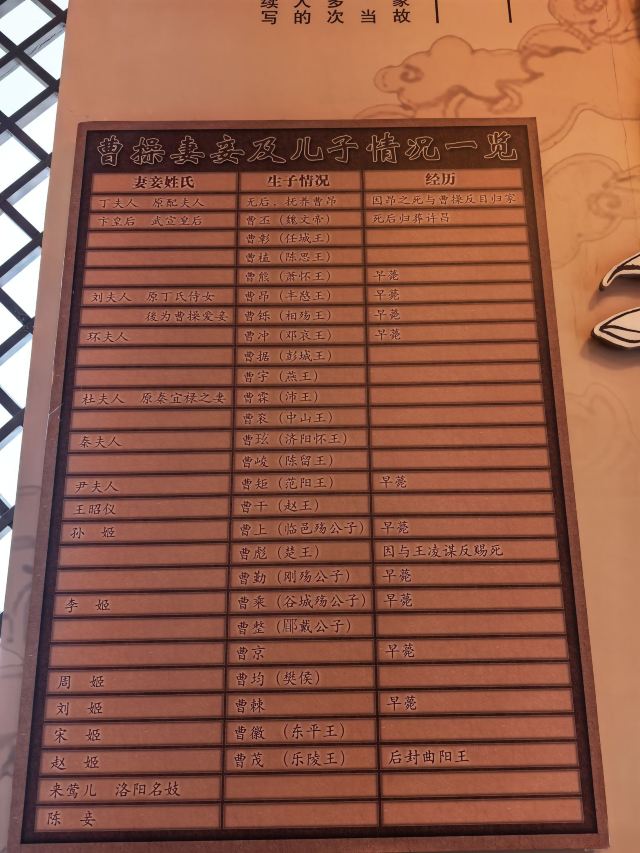 续 人 多 家
写 的 次 当 故
曹操妻妾及儿子情况一览
妻妾姓氏 生子情况 经历
丁夫人 原配夫人 无后，抚养曹昂 因昂之死与曹操反目归家
卞皇后 武宣皇后 曹丕（魏文帝） 死后归葬许昌
曹彰（任城王）
曹植（陈思王）
曹熊（萧怀王） 早薨
刘夫人 原丁氏侍女 曹昂（丰愍王） 早薨
後为曹操爱妾 曹铄（相殇王） 早薨
环夫人 曹冲（邓哀王） 早薨
曹据（彭城王）
曹宇（燕王）
杜夫人 原秦宜禄之妻 曹霖（沛王）
曹衮（中山王）
秦夫人 曹玹（济阳怀王）
曹峻（陈留王）
尹夫人 曹矩（范阳王） 早薨
王昭仪 曹干（赵王）
孙 姬 曹上（临邑殇公子） 早薨
曹彪（楚王） 因与王凌谋反赐死
曹勤（刚殇公子） 早薨
李 姬 曹乘（谷城殇公子） 早薨
曹整（郿戴公子）
曹京 早薨
周 姬 曹均（樊侯）
刘 姬 曹棘 早薨
宋 姬 曹徽 （东平王）
赵 姬 曹茂 （乐陵王） 后封曲阳王
来莺儿 洛阳名妓
陈 妾